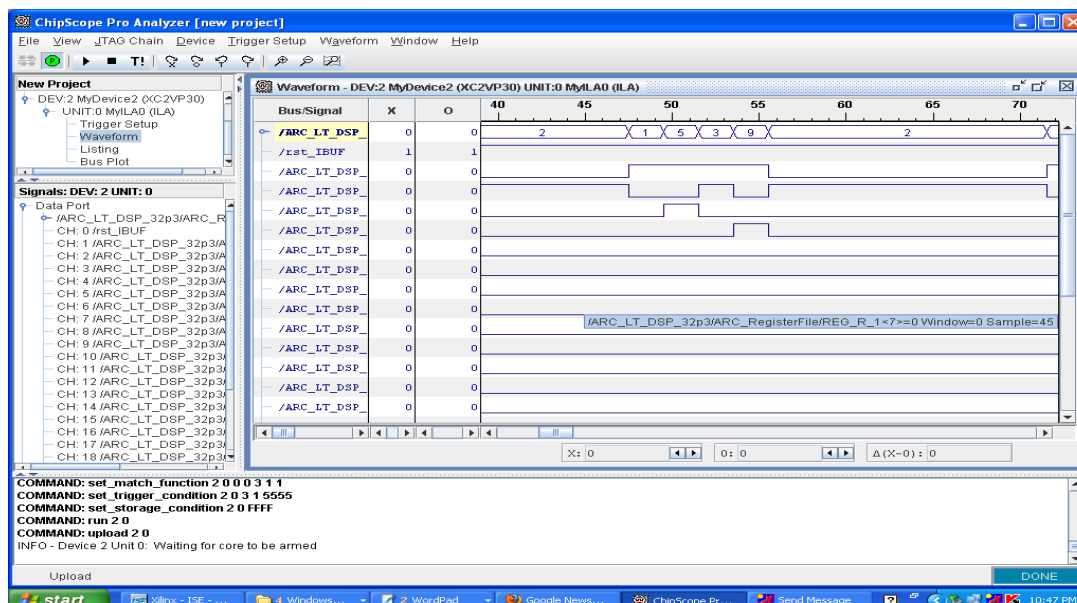 ChipScope Pro Analyzer [new project]
File View JTAG Chain Device Trigger Setup Waveform Window Help
T!
New Project
DEV:2 MyDevice2 (XC2VP30)
UNIT:0 MyILA0 (ILA)
Trigger Setup
Waveform
Listing
Bus Plot
Signals: DEV: 2 UNIT: 0
Data Port
/ARC_LT_DSP_32p3/ARC_R
CH: 0 /rst_IBUF
CH: 1 /ARC_LT_DSP_32p3/A
CH: 2 /ARC_LT_DSP_32p3/A
CH: 3 /ARC_LT_DSP_32p3/A
CH: 4 /ARC_LT_DSP_32p3/A
CH: 5 /ARC_LT_DSP_32p3/A
CH: 6 /ARC_LT_DSP_32p3/A
CH: 7 /ARC_LT_DSP_32p3/A
CH: 8 /ARC_LT_DSP_32p3/A
CH: 9 /ARC_LT_DSP_32p3/A
CH: 10 /ARC_LT_DSP_32p3/
CH: 11 /ARC_LT_DSP_32p3/
CH: 12 /ARC_LT_DSP_32p3/
CH: 13 /ARC_LT_DSP_32p3/
CH: 14 /ARC_LT_DSP_32p3/
CH: 15 /ARC_LT_DSP_32p3/
CH: 16 /ARC_LT_DSP_32p3/
CH: 17 /ARC_LT_DSP_32p3/
CH: 18 /ARC_LT_DSP_32p3/
Waveform - DEV:2 MyDevice2 (XC2VP30) UNIT:0 MyILA0 (ILA)
Bus/Signal X O 40 45 50 55 60 65 70
/ARC_LT_DSP_ 0 0 2 1 5 3 9 2
/rst_IBUF 1 1
/ARC_LT_DSP_ 0 0
/ARC_LT_DSP_ 0 0
/ARC_LT_DSP_ 0 0
/ARC_LT_DSP_ 0 0
/ARC_LT_DSP_ 0 0
/ARC_LT_DSP_ 0 0
/ARC_LT_DSP_ 0 0
/ARC_LT_DSP_ 0 0
/ARC_LT_DSP_ 0 0 /ARC_LT_DSP_32p3/ARC_RegisterFile/REG_R_1<7>=0 Window=0 Sample=45
/ARC_LT_DSP_ 0 0
/ARC_LT_DSP_ 0 0
/ARC_LT_DSP_ 0 0
/ARC_LT_DSP_ 0 0
X: 0 O: 0 Δ(X-O): 0
COMMAND: set_match_function 2 0 0 0 3 1 1
COMMAND: set_trigger_condition 2 0 3 1 5555
COMMAND: set_storage_condition 2 0 FFFF
COMMAND: run 2 0
COMMAND: upload 2 0
INFO - Device 2 Unit 0: Waiting for core to be armed
Upload DONE
start Xilinx - ISE - ... 4 Windows... 2 WordPad Google News... ChipScope Pr... Send Message 10:47 PM